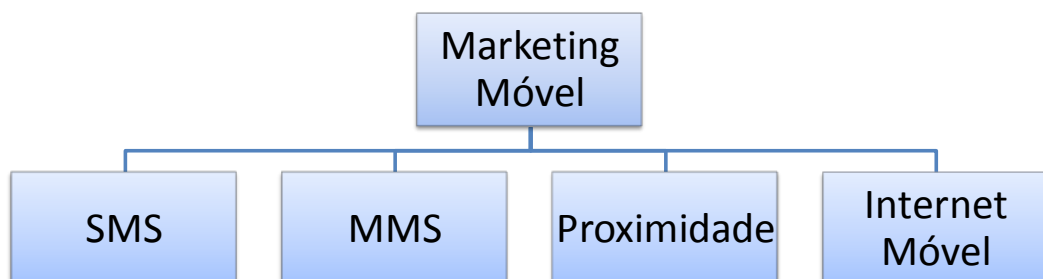 Marketing
Móvel
SMS
MMS
Proximidade
Internet
Móvel